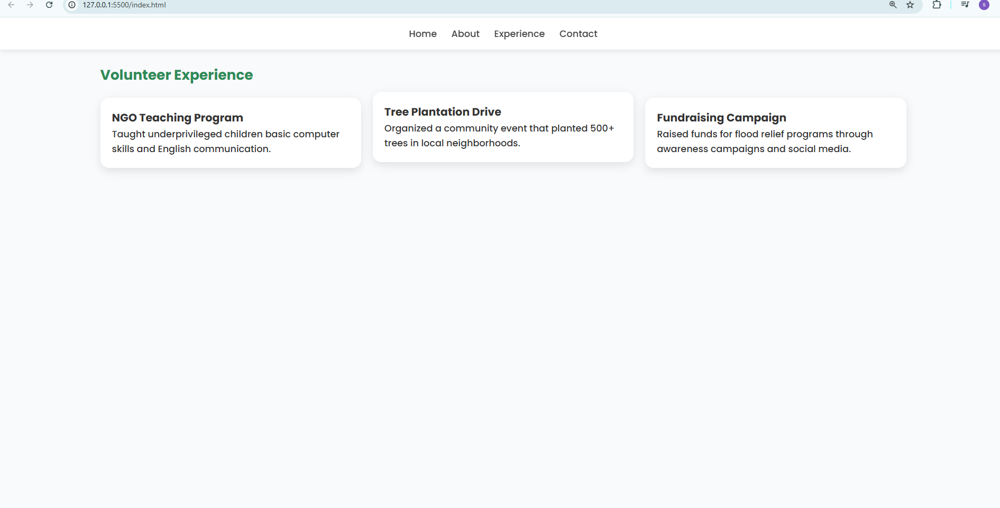 127.0.0.1:5500/index.html
S
Home About Experience Contact
Volunteer Experience
NGO Teaching Program
Taught underprivileged children basic computer
skills and English communication.
Tree Plantation Drive
Organized a community event that planted 500+
trees in local neighborhoods.
Fundraising Campaign
Raised funds for flood relief programs through
awareness campaigns and social media.